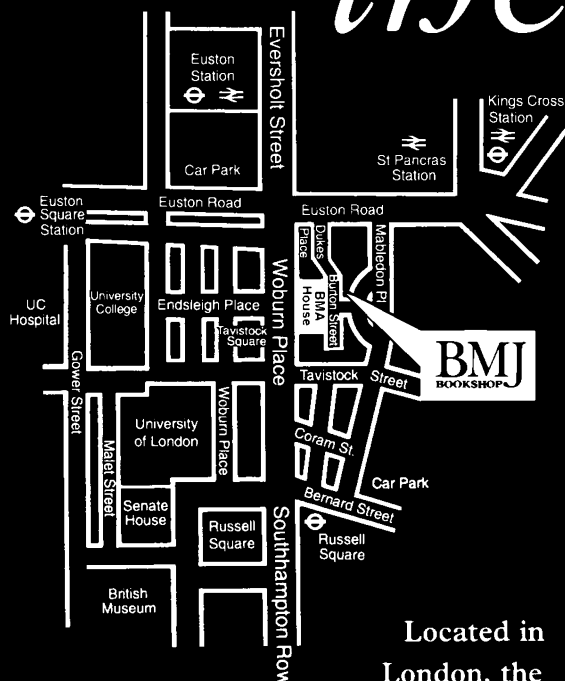 the
Eversholt Street
Euston
Station
Kings Cross
Station
St Pancras
Station
Car Park
Euston
Square
Station
Euston Road
Euston Road
Dukes
Place
Mabledon Pl
Burton Street
BMA
House
Woburn Place
UC
Hospital
University
College
Endsleigh Place
Tavistock
Square
BMJ
BOOKSHOP
Tavistock Street
Gower Street
Malet Street
University
of London
Woburn Place
Coram St.
Car Park
Bernard Street
Senate
House
Russell
Square
Russell
Square
Southhampton Row
British
Museum
Located in
London, the